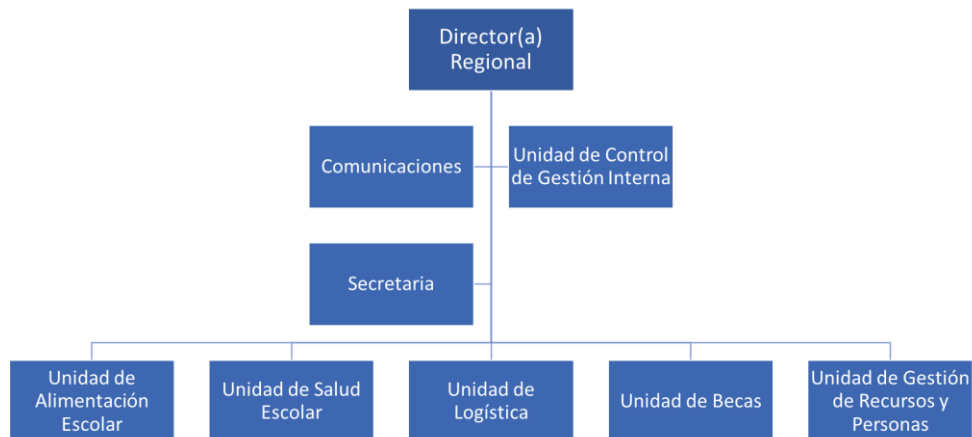 Director(a)
Regional
Comunicaciones
Unidad de Control
de Gestión Interna
Secretaria
Unidad de
Alimentación
Escolar
Unidad de Salud
Escolar
Unidad de
Logística
Unidad de Becas
Unidad de Gestión
de Recursos y
Personas